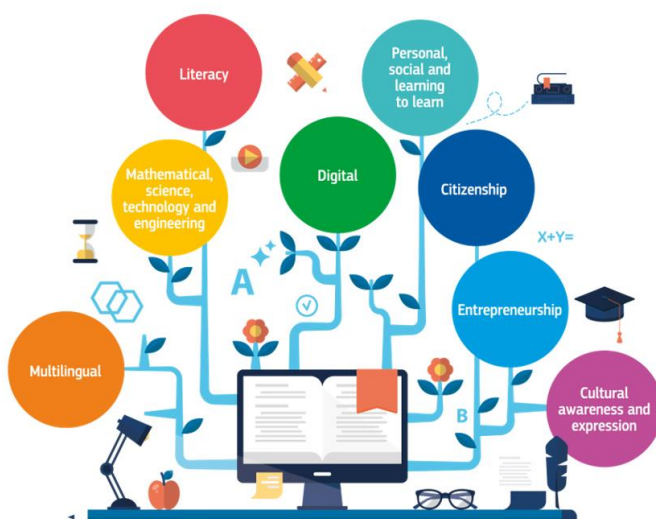 Literacy
Personal,
social and
learning
to learn
Mathematical,
science,
technology and
engineering
Digital
Citizenship
X+Y=
A
Entrepreneurship
Multilingual
B
Cultural
awareness and
expression